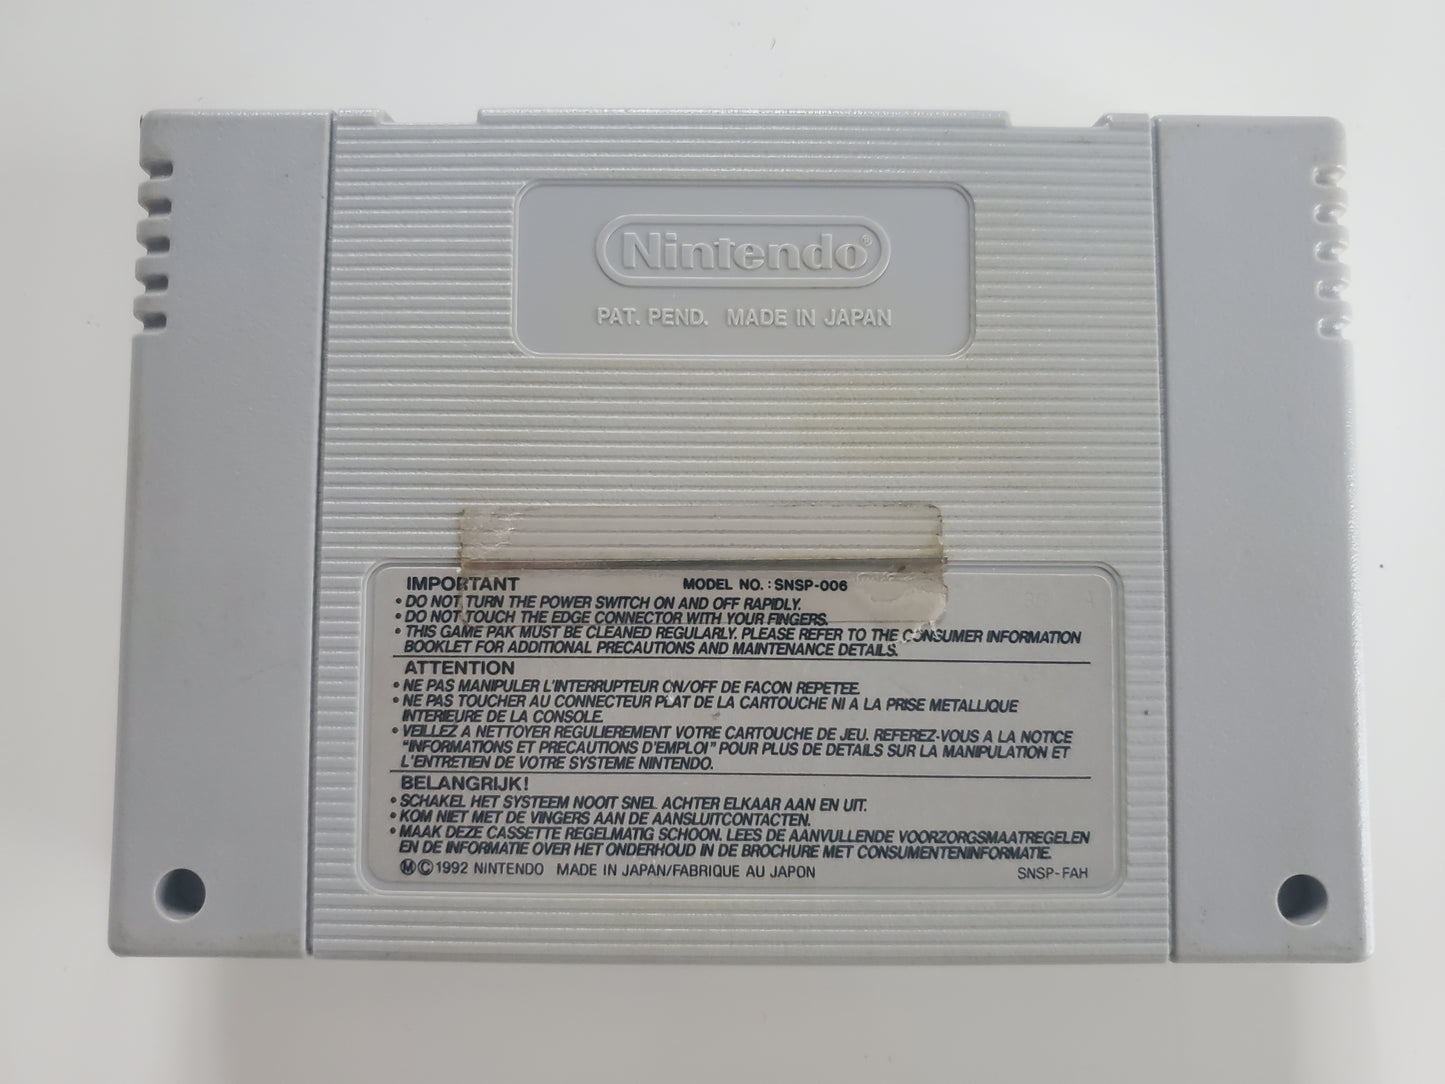 Nintendo®
PAT. PEND. MADE IN JAPAN
IMPORTANT MODEL NO. : SNSP-006
• DO NOT TURN THE POWER SWITCH ON AND OFF RAPIDLY.
• DO NOT TOUCH THE EDGE CONNECTOR WITH YOUR FINGERS.
• THIS GAME PAK MUST BE CLEANED REGULARLY. PLEASE REFER TO THE CONSUMER INFORMATION
BOOKLET FOR ADDITIONAL PRECAUTIONS AND MAINTENANCE DETAILS.
ATTENTION
• NE PAS MANIPULER L'INTERRUPTEUR ON/OFF DE FACON REPETEE.
• NE PAS TOUCHER AU CONNECTEUR PLAT DE LA CARTOUCHE NI A LA PRISE METALLIQUE
INTERIEURE DE LA CONSOLE.
• VEILLEZ A NETTOYER REGULIEREMENT VOTRE CARTOUCHE DE JEU. REFEREZ-VOUS A LA NOTICE
"INFORMATIONS ET PRECAUTIONS D'EMPLOI" POUR PLUS DE DETAILS SUR LA MANIPULATION ET
L'ENTRETIEN DE VOTRE SYSTEME NINTENDO.
BELANGRIJK!
• SCHAKEL HET SYSTEEM NOOIT SNEL ACHTER ELKAAR AAN EN UIT.
• KOM NIET MET DE VINGERS AAN DE AANSLUITCONTACTEN.
• MAAK DEZE CASSETTE REGELMATIG SCHOON. LEES DE AANVULLENDE VOORZORGSMAATREGELEN
EN DE INFORMATIE OVER HET ONDERHOUD IN DE BROCHURE MET CONSUMENTENINFORMATIE.
Ⓜ©1992 NINTENDO MADE IN JAPAN/FABRIQUE AU JAPON SNSP-FAH